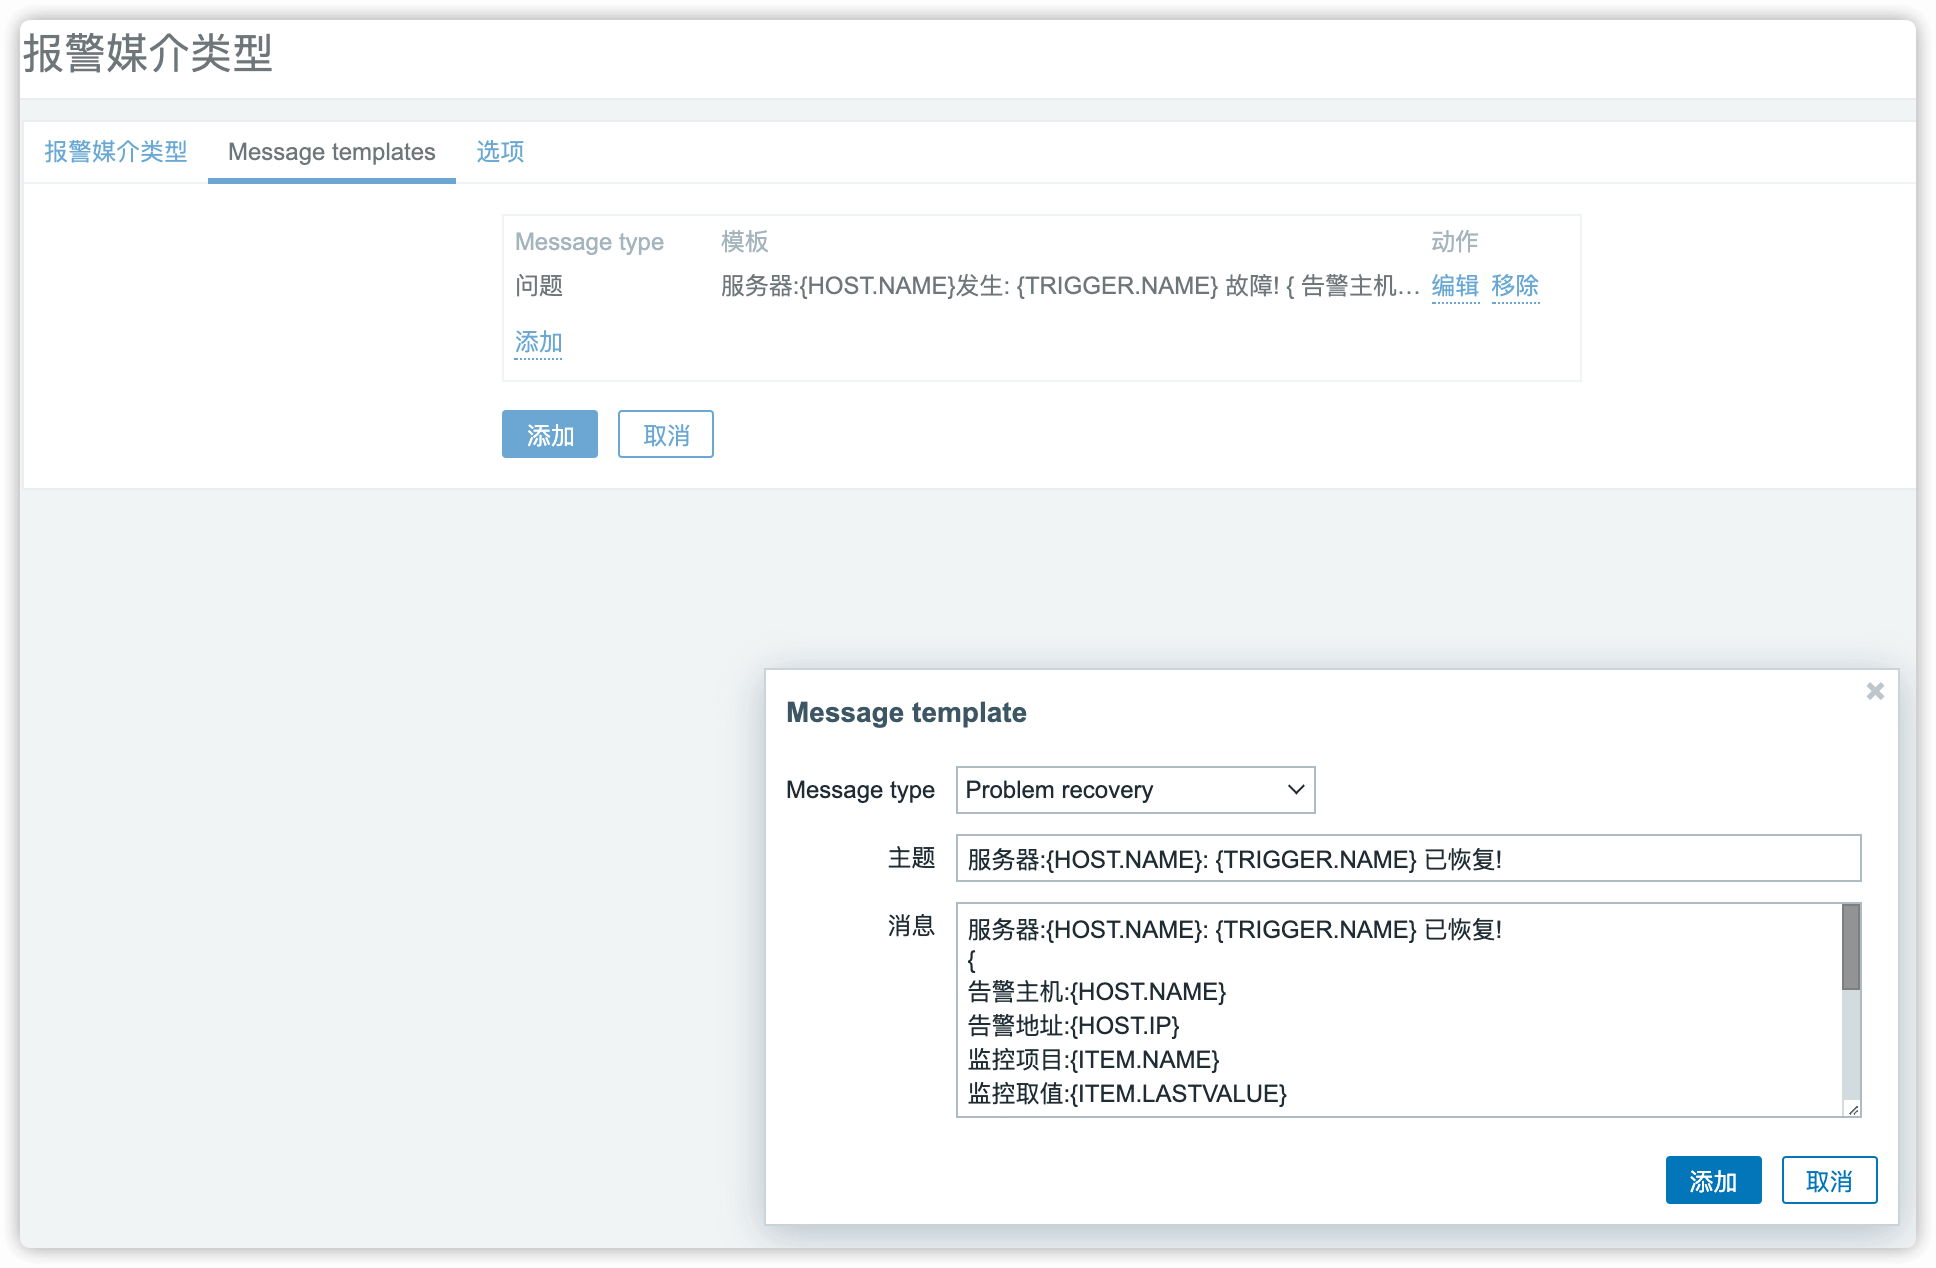 报警媒介类型
报警媒介类型 Message templates 选项
Message type 模板 动作
问题 服务器:{HOST.NAME}发生: {TRIGGER.NAME} 故障! { 告警主机... 编辑 移除
添加
添加 取消
Message template
Message type Problem recovery
主题 服务器:{HOST.NAME}: {TRIGGER.NAME} 已恢复!
消息 服务器:{HOST.NAME}: {TRIGGER.NAME} 已恢复!
{
告警主机:{HOST.NAME}
告警地址:{HOST.IP}
监控项目:{ITEM.NAME}
监控取值:{ITEM.LASTVALUE}
添加 取消